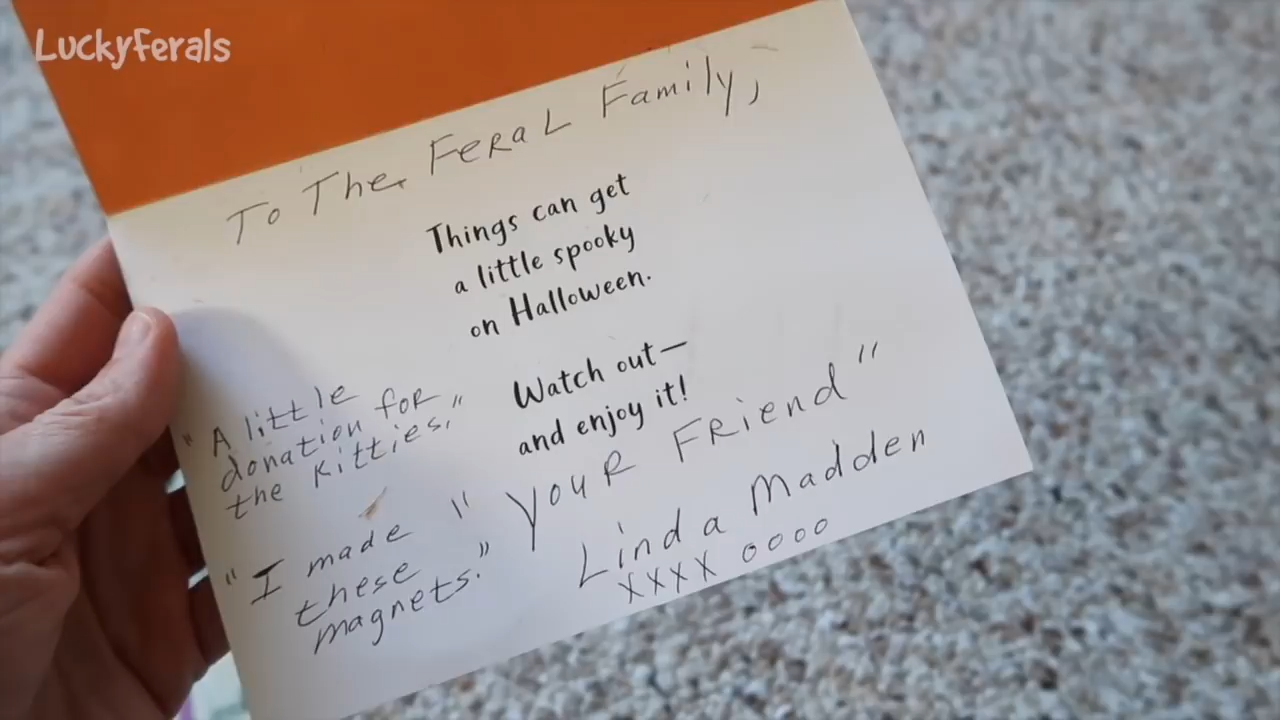 LuckyFerals
To The Feral Family,
Things can get
a little spooky
on Halloween.
Watch out—
and enjoy it!
"A little
donation for
the Kitties."
"I made
these
magnets."
"Your Friend"
Linda Madden
XXXX OOOO